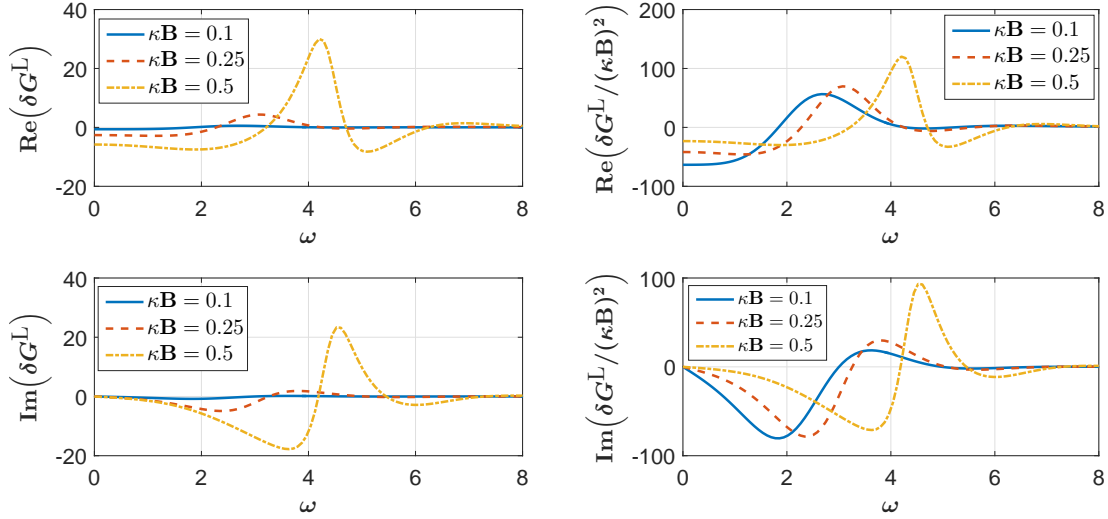 Re(δG^L)
40
20
0
-20
κB = 0.1
κB = 0.25
κB = 0.5
0 2 4 6 8
ω
Re(δG^L/(κB)²)
200
100
0
-100
κB = 0.1
κB = 0.25
κB = 0.5
0 2 4 6 8
ω
Im(δG^L)
40
20
0
-20
κB = 0.1
κB = 0.25
κB = 0.5
0 2 4 6 8
ω
Im(δG^L/(κB)²)
100
0
-100
κB = 0.1
κB = 0.25
κB = 0.5
0 2 4 6 8
ω